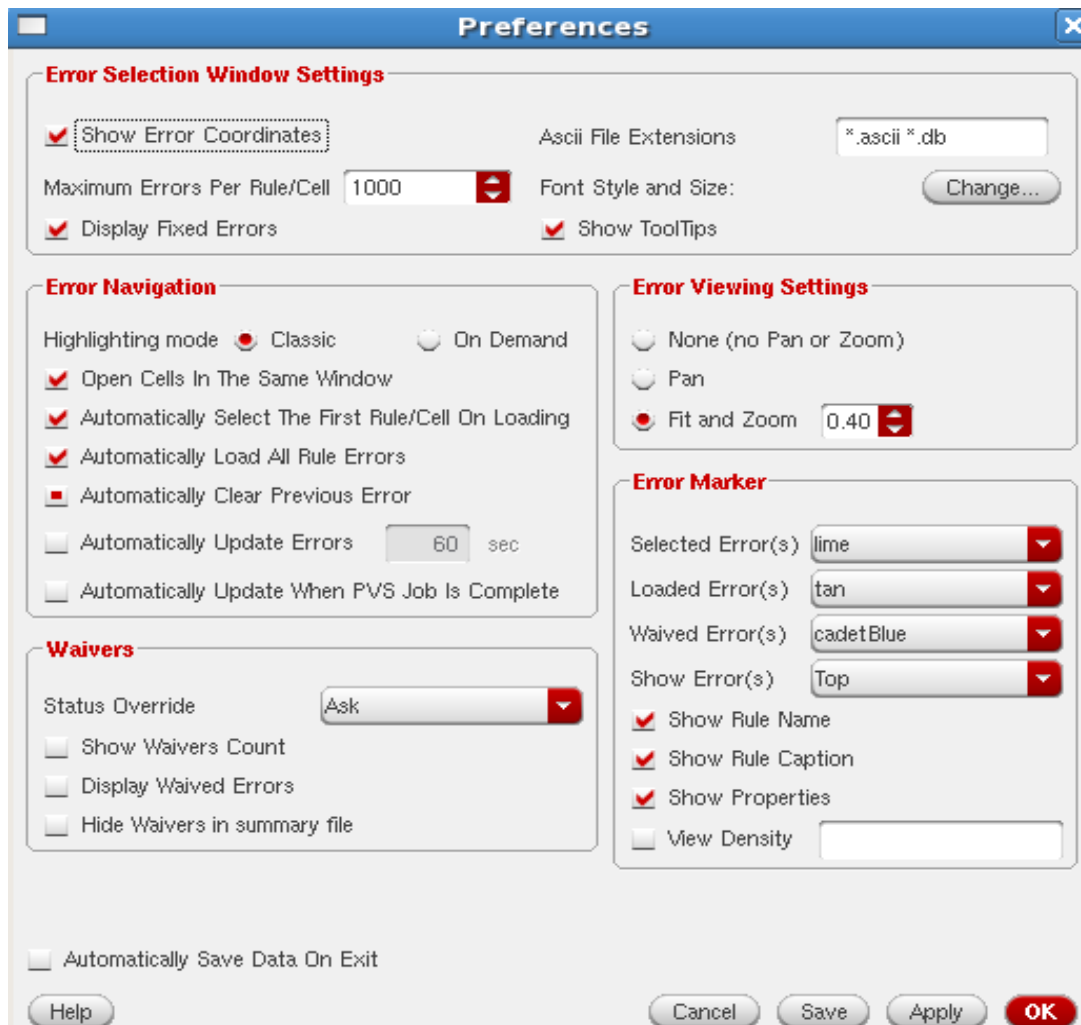 Preferences
Error Selection Window Settings
Show Error Coordinates
Ascii File Extensions *.ascii *.db
Maximum Errors Per Rule/Cell 1000
Font Style and Size: Change...
Display Fixed Errors
Show ToolTips
Error Navigation
Highlighting mode Classic On Demand
Open Cells In The Same Window
Automatically Select The First Rule/Cell On Loading
Automatically Load All Rule Errors
Automatically Clear Previous Error
Automatically Update Errors 60 sec
Automatically Update When PVS Job Is Complete
Error Viewing Settings
None (no Pan or Zoom)
Pan
Fit and Zoom 0.40
Error Marker
Selected Error(s) lime
Loaded Error(s) tan
Waived Error(s) cadetBlue
Show Error(s) Top
Show Rule Name
Show Rule Caption
Show Properties
View Density
Waivers
Status Override Ask
Show Waivers Count
Display Waived Errors
Hide Waivers in summary file
Automatically Save Data On Exit
Help Cancel Save Apply OK